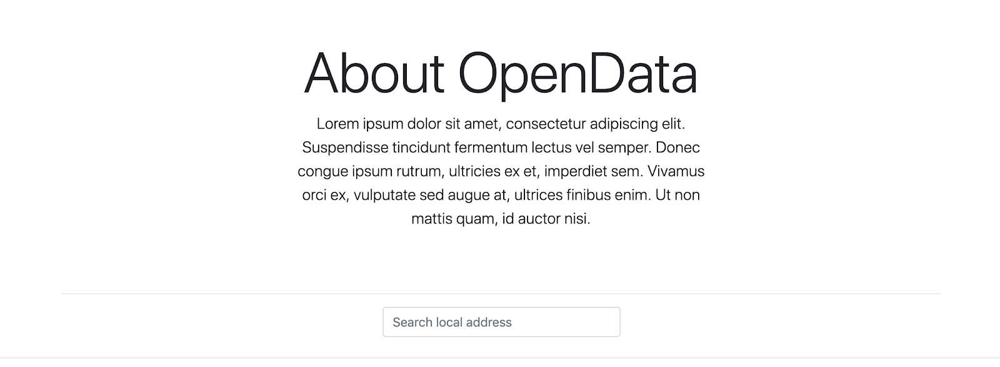 About OpenData
Lorem ipsum dolor sit amet, consectetur adipiscing elit.
Suspendisse tincidunt fermentum lectus vel semper. Donec
congue ipsum rutrum, ultricies ex et, imperdiet sem. Vivamus
orci ex, vulputate sed augue at, ultrices finibus enim. Ut non
mattis quam, id auctor nisi.
Search local address